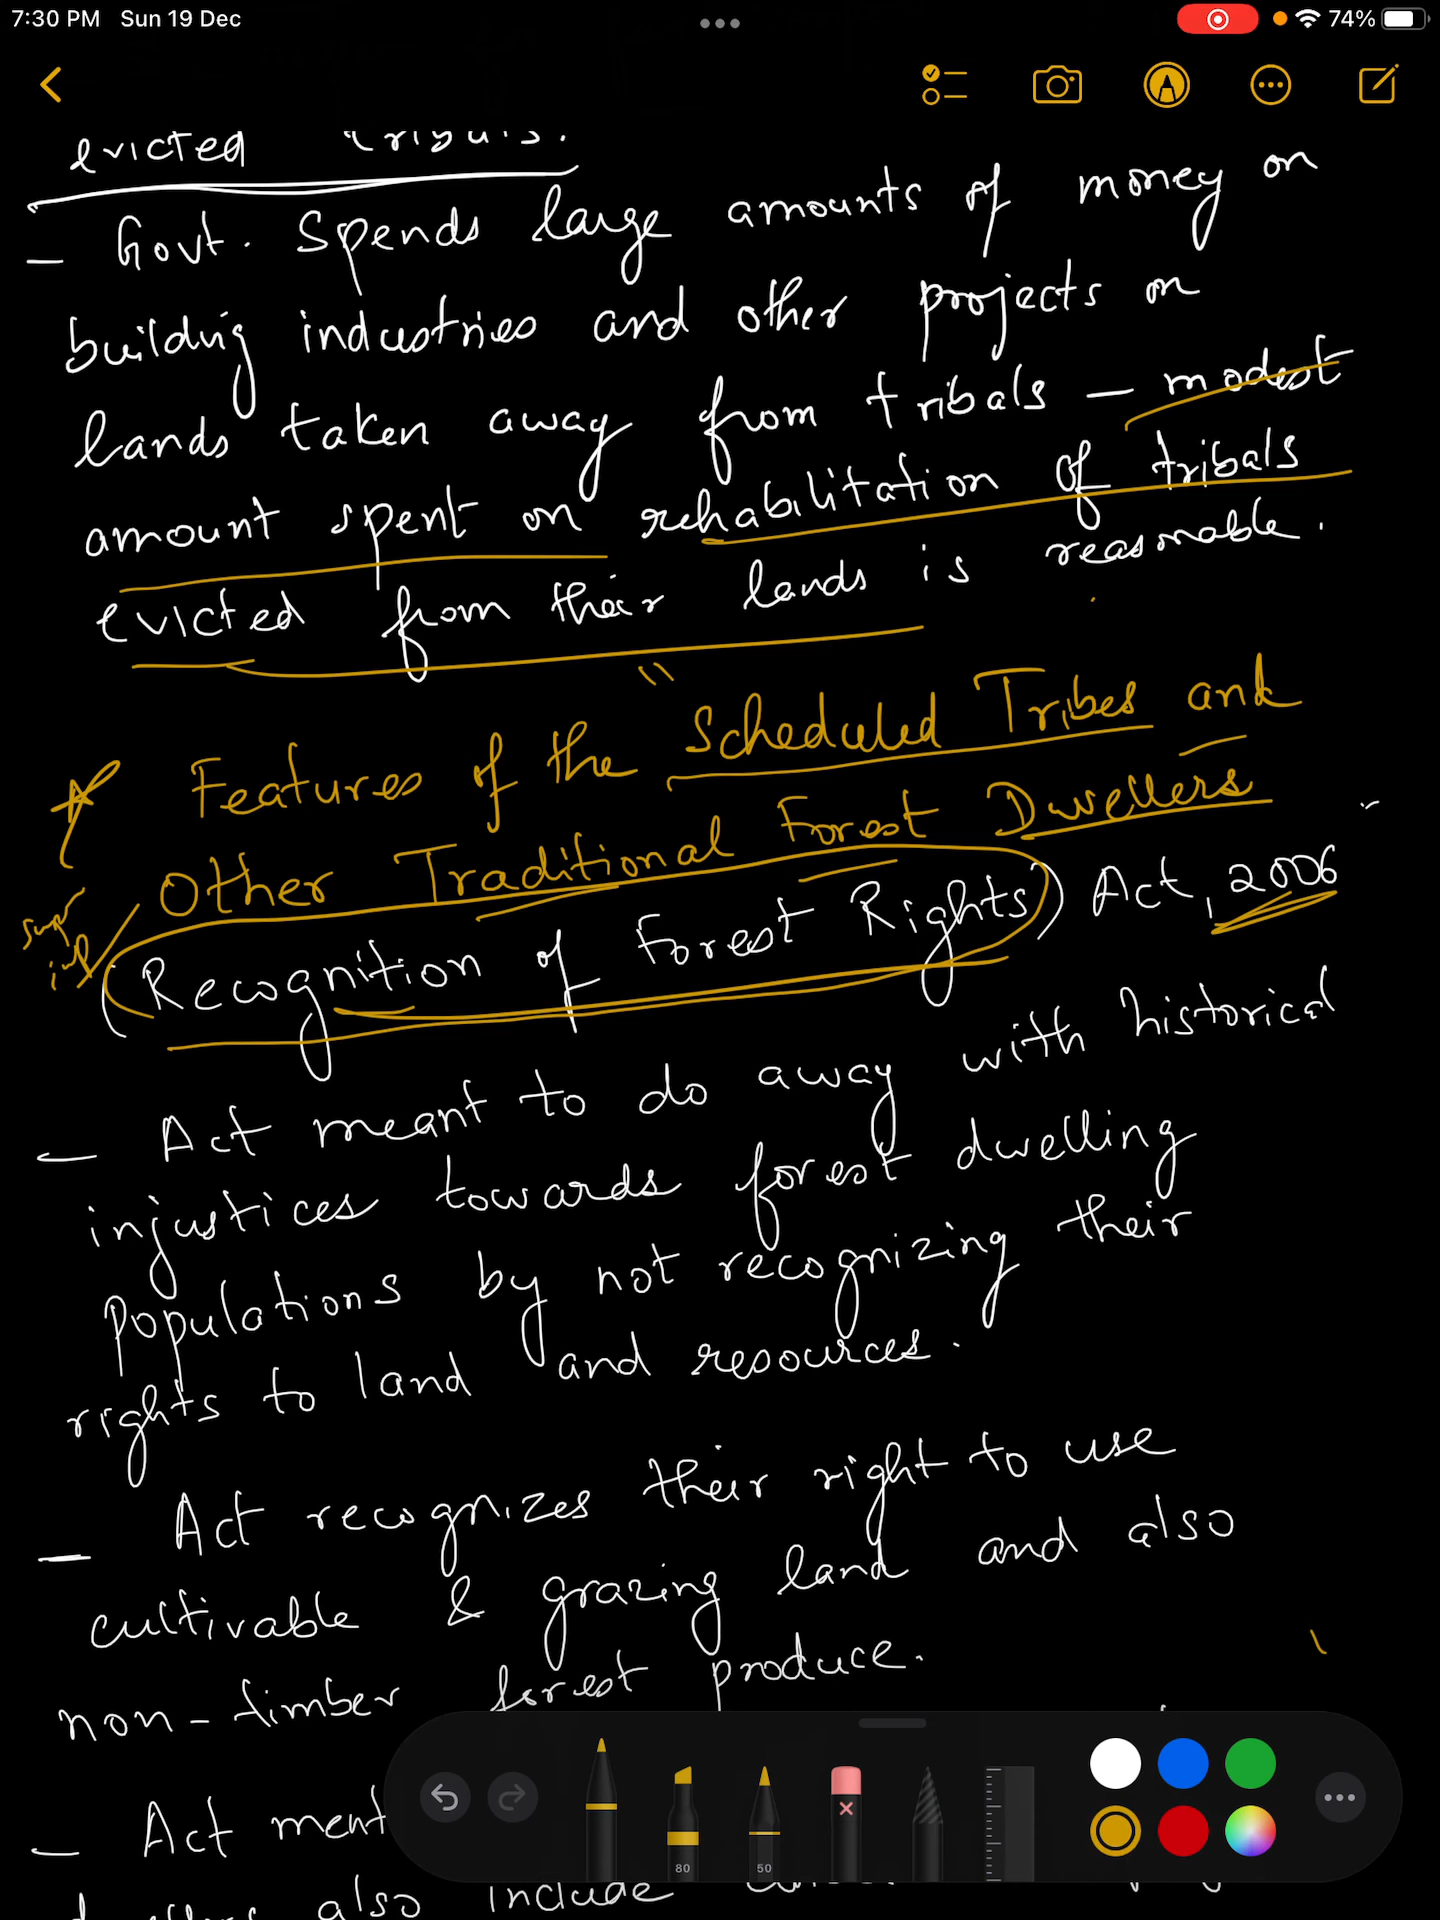 7:30 PM Sun 19 Dec
74%
evicted tribals.
- Govt. Spends large amounts of money on
building industries and other projects on
lands taken away from tribals - modest
amount spent on rehabilitation of tribals
evicted from their lands is reasonable.
Features of the "Scheduled Tribes and
Other Traditional Forest Dwellers
(Recognition of Forest Rights) Act, 2006
- Act meant to do away with historical
injustices towards forest dwelling
populations by not recognizing their
rights to land and resources.
- Act recognizes their right to use
cultivable & grazing land and also
non-timber forest produce.
- Act
also include
80
50